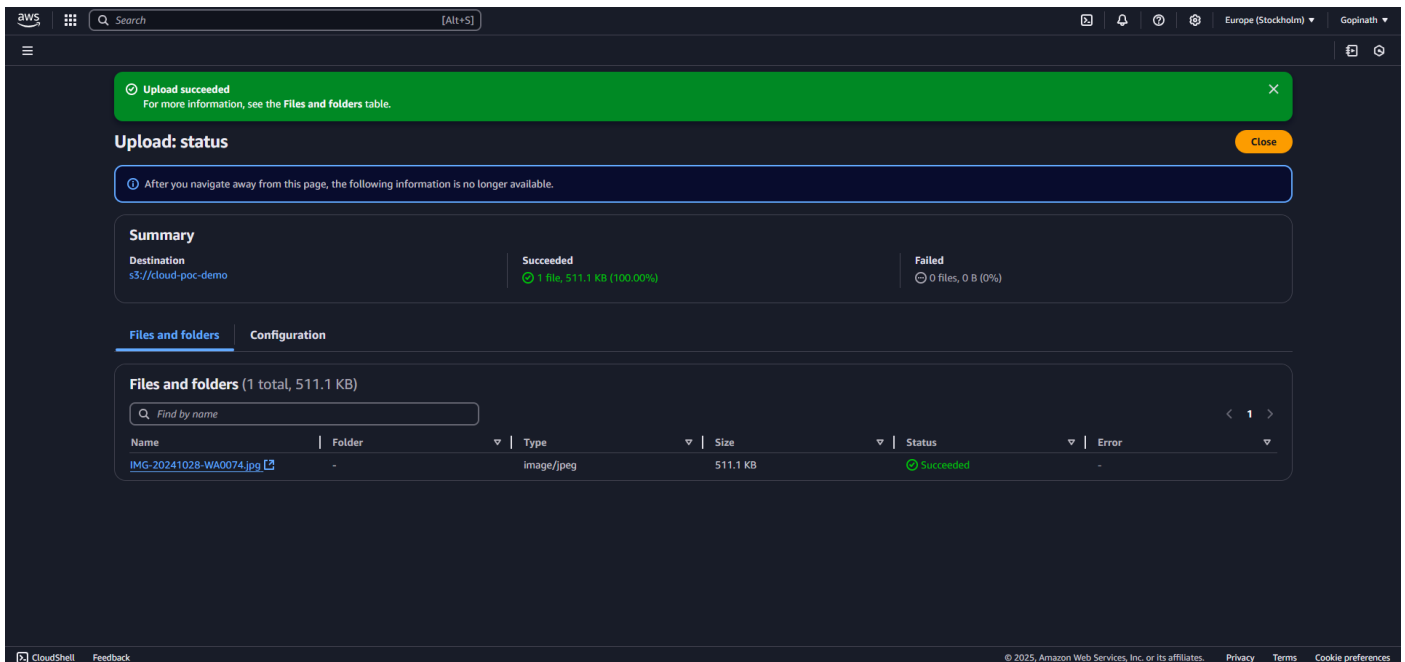 aws
Search [Alt+S]
Europe (Stockholm)
Gopinath
Upload succeeded
For more information, see the Files and folders table.
Upload: status
Close
After you navigate away from this page, the following information is no longer available.
Summary
Destination
s3://cloud-poc-demo
Succeeded
1 file, 511.1 KB (100.00%)
Failed
0 files, 0 B (0%)
Files and folders
Configuration
Files and folders (1 total, 511.1 KB)
Find by name
1
Name Folder Type Size Status Error
IMG-20241028-WA0074.jpg - image/jpeg 511.1 KB Succeeded -
CloudShell Feedback © 2025, Amazon Web Services, Inc. or its affiliates. Privacy Terms Cookie preferences